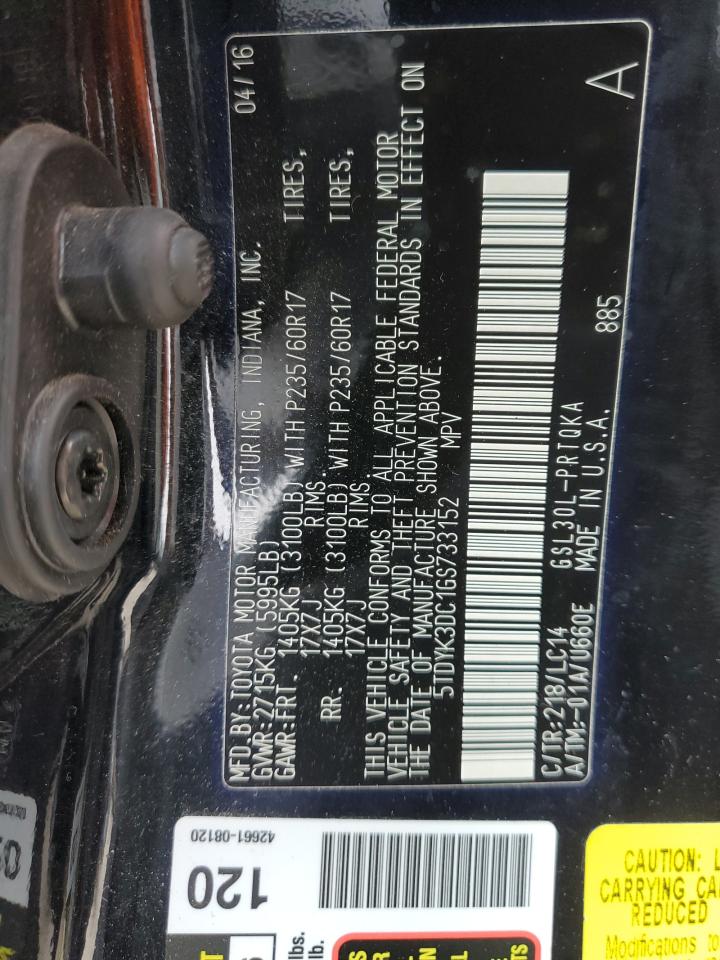 MFD.BY:TOYOTA MOTOR MANUFACTURING, INDIANA, INC. 04/16
GVWR-2715KG (5995LB)
GAWR-FRT. 1405KG (3100LB) WITH P235/60R17 TIRES,
17X7J RIMS.
RR. 1405KG (3100LB) WITH P235/60R17 TIRES,
17X7J RIMS.
THIS VEHICLE CONFORMS TO ALL APPLICABLE FEDERAL MOTOR
VEHICLE SAFETY AND THEFT PREVENTION STANDARDS IN EFFECT ON
THE DATE OF MANUFACTURE SHOWN ABOVE.
5TDYK3DC1GS733152 MPV
C/TR:218/LC14 GSL30L-PRTQKA 885
A/TM:-01A/U660E MADE IN U.S.A. A
42661-08120
120
lbs.
lb.
CAUTION:
CARRYING
REDUCED
Modifications to